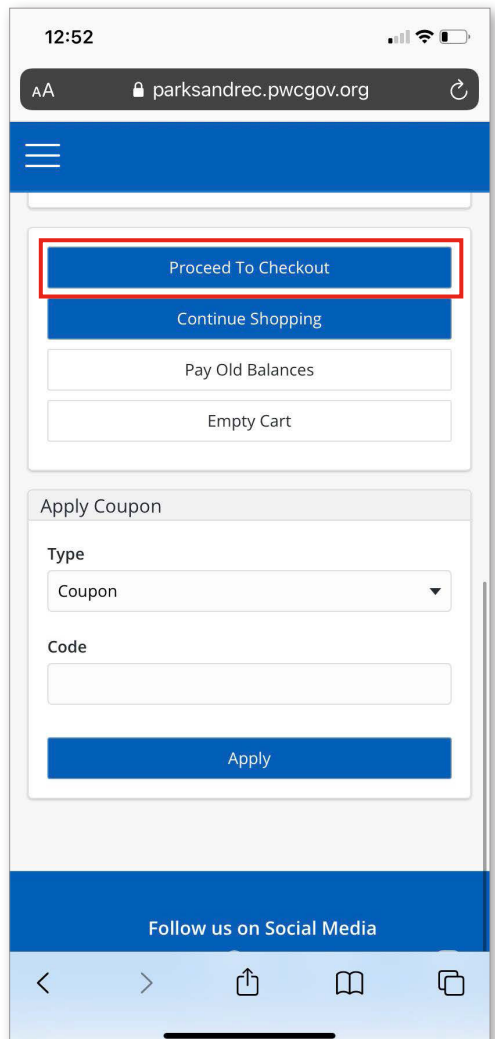 12:52
AA parksandrec.pwcgov.org
Proceed To Checkout
Continue Shopping
Pay Old Balances
Empty Cart
Apply Coupon
Type
Coupon
Code
Apply
Follow us on Social Media